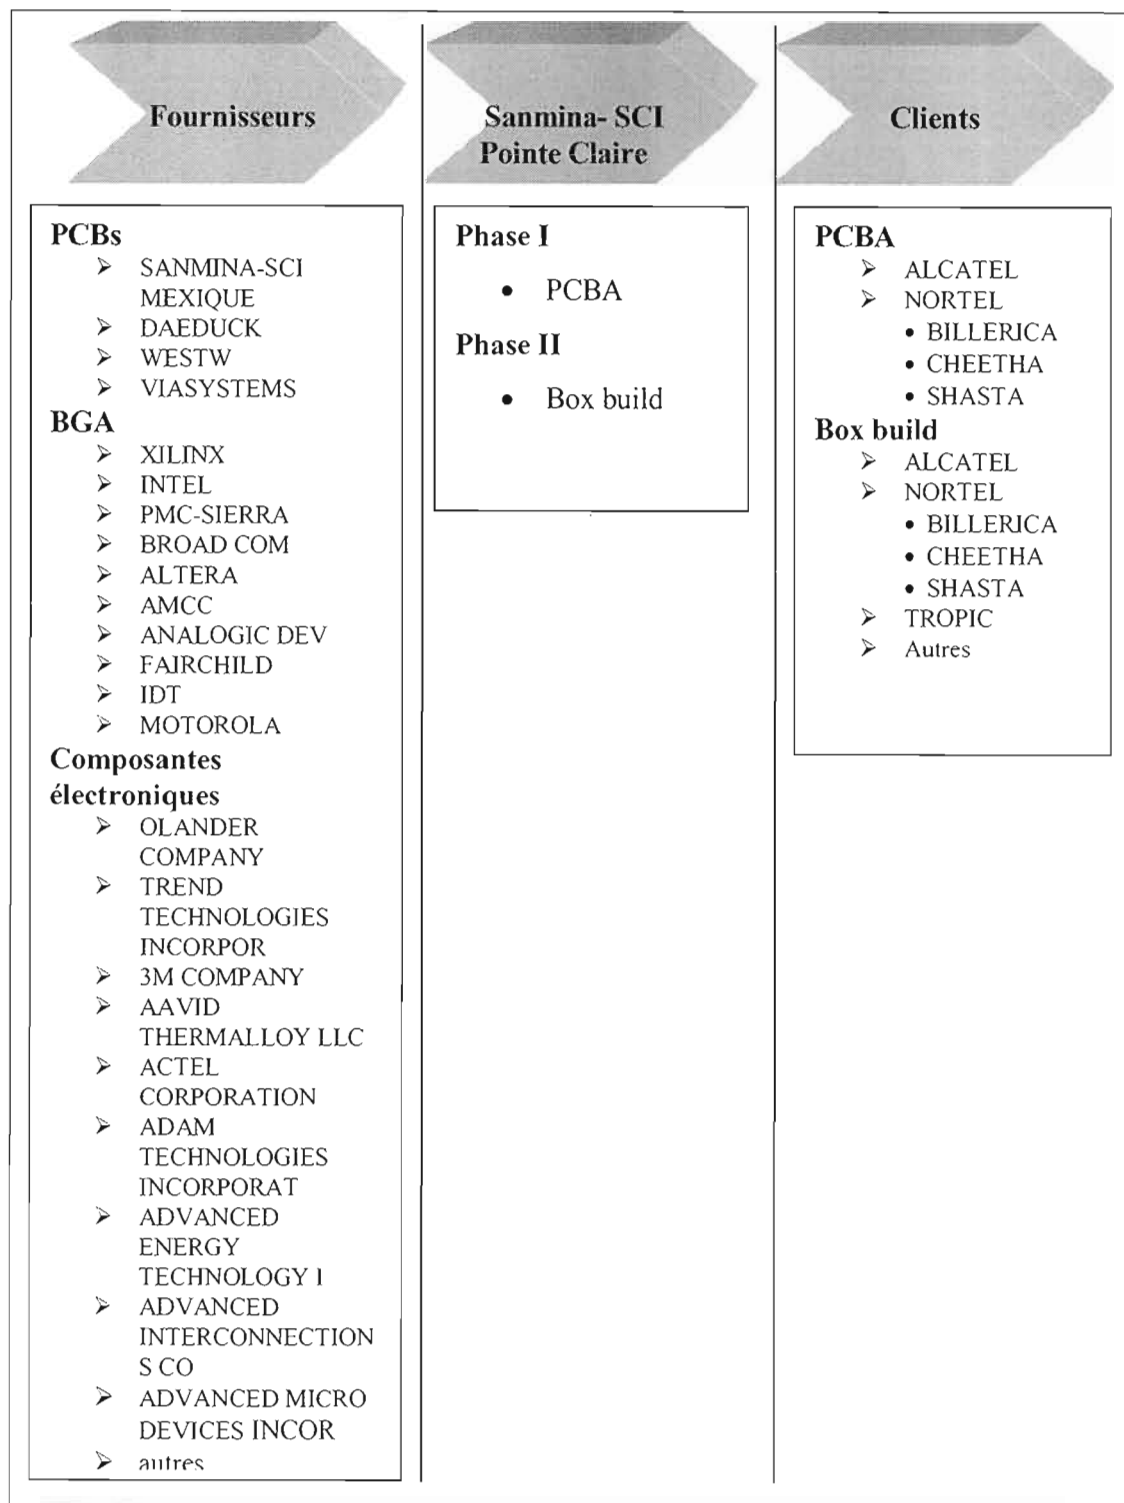 Fournisseurs
PCBs
➢ SANMINA-SCI
MEXIQUE
➢ DAEDUCK
➢ WESTW
➢ VIASYSTEMS
BGA
➢ XILINX
➢ INTEL
➢ PMC-SIERRA
➢ BROAD COM
➢ ALTERA
➢ AMCC
➢ ANALOGIC DEV
➢ FAIRCHILD
➢ IDT
➢ MOTOROLA
Composantes
électroniques
➢ OLANDER
COMPANY
➢ TREND
TECHNOLOGIES
INCORPOR
➢ 3M COMPANY
➢ AAVID
THERMALLOY LLC
➢ ACTEL
CORPORATION
➢ ADAM
TECHNOLOGIES
INCORPORAT
➢ ADVANCED
ENERGY
TECHNOLOGY I
➢ ADVANCED
INTERCONNECTION
S CO
➢ ADVANCED MICRO
DEVICES INCOR
➢ autres
Sanmina- SCI
Pointe Claire
Phase I
• PCBA
Phase II
• Box build
Clients
PCBA
➢ ALCATEL
➢ NORTEL
• BILLERICA
• CHEETHA
• SHASTA
Box build
➢ ALCATEL
➢ NORTEL
• BILLERICA
• CHEETHA
• SHASTA
➢ TROPIC
➢ Autres